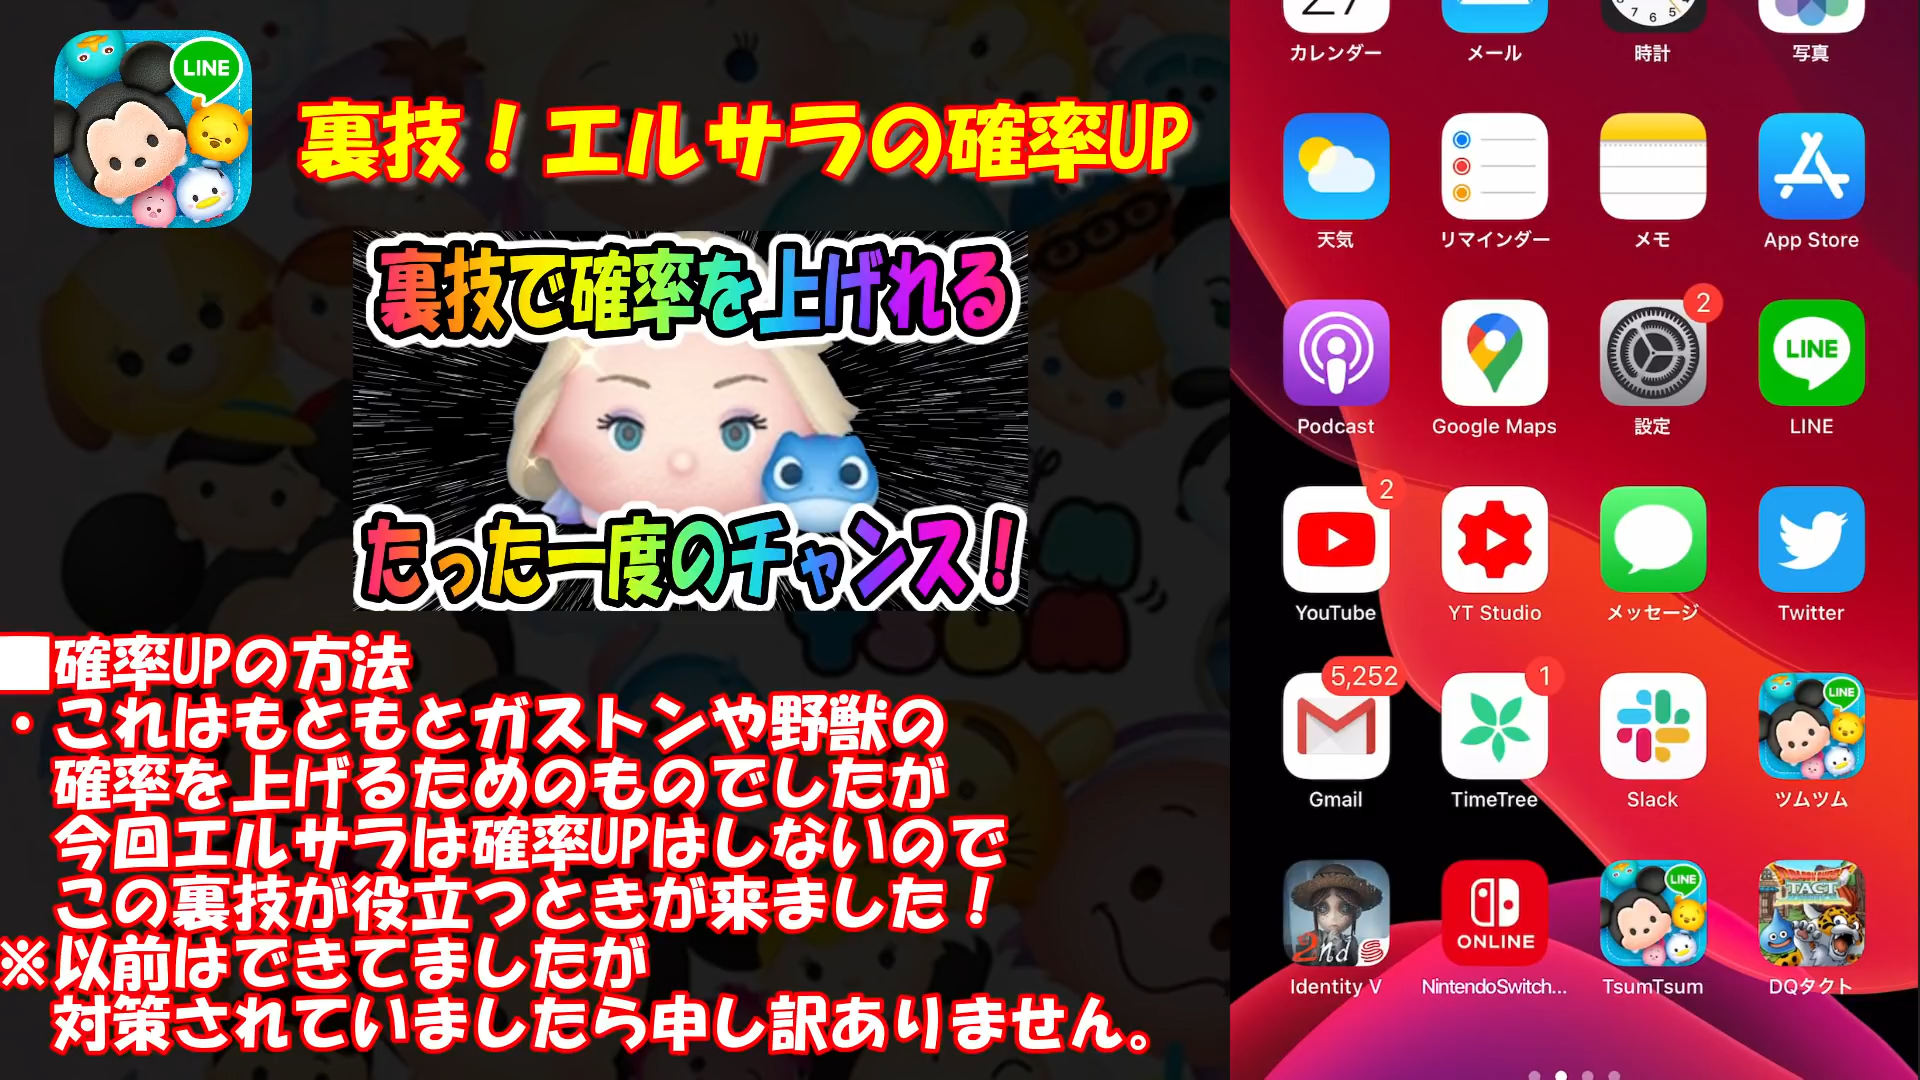 LINE
裏技！エルサラの確率UP
裏技で確率を上げれる
たった一度のチャンス！
■確率UPの方法
・これはもともとガストンや野獣の
確率を上げるためのものでしたが
今回エルサラは確率UPはしないので
この裏技が役立つときが来ました！
※以前はできてましたが
対策されていましたら申し訳ありません。
カレンダー
メール
7 6 5
時計
写真
天気
リマインダー
メモ
App Store
Podcast
Google Maps
2
設定
LINE
LINE
2
YouTube
YT Studio
メッセージ
Twitter
5,252
Gmail
1
TimeTree
Slack
LINE
ツムツム
2nd
Identity V
ONLINE
NintendoSwitch...
LINE
TsumTsum
TACT
DQタクト